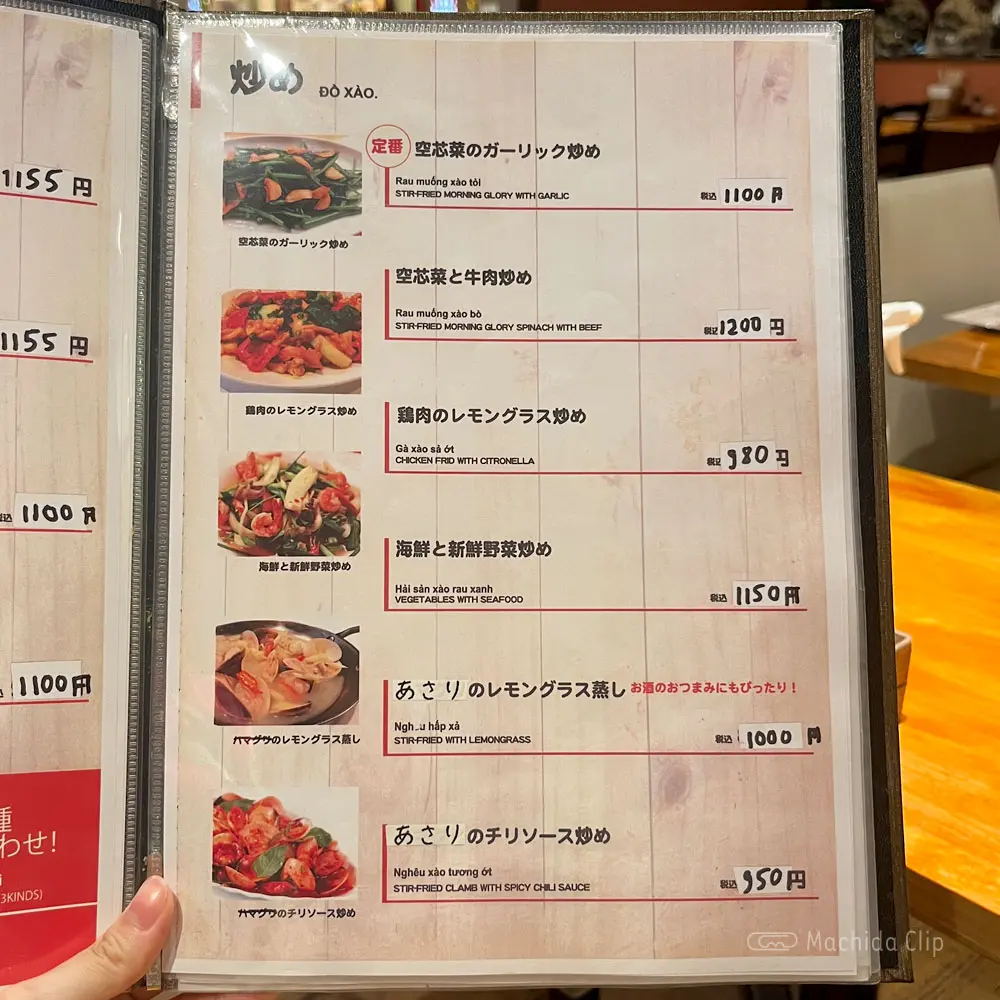 1155 円
1155 円
税込 1100 円
1100 円
わせ!
3KINDS)
炒め ĐỒ XÀO.
定番 空芯菜のガーリック炒め
Rau muống xào tỏi
STIR-FRIED MORNING GLORY WITH GARLIC
税込 1100 円
空芯菜のガーリック炒め
空芯菜と牛肉炒め
Rau muống xào bò
STIR-FRIED MORNING GLORY SPINACH WITH BEEF
税込 1200 円
鶏肉のレモングラス炒め
鶏肉のレモングラス炒め
Gà xào sả ớt
CHICKEN FRID WITH CITRONELLA
税込 980 円
海鮮と新鮮野菜炒め
Hải sản xào rau xanh
VEGETABLES WITH SEAFOOD
税込 1150 円
海鮮と新鮮野菜炒め
あさりのレモングラス蒸し お酒のおつまみにもぴったり!
hấp xả
STIR-FRIED WITH LEMONGRASS
税込 1000 円
ハマグリのレモングラス蒸し
あさりのチリソース炒め
Nghêu xào tương ớt
STIR-FRIED CLAMB WITH SPICY CHILI SAUCE
税込 950 円
ハマグリのチリソース炒め
Machida Clip